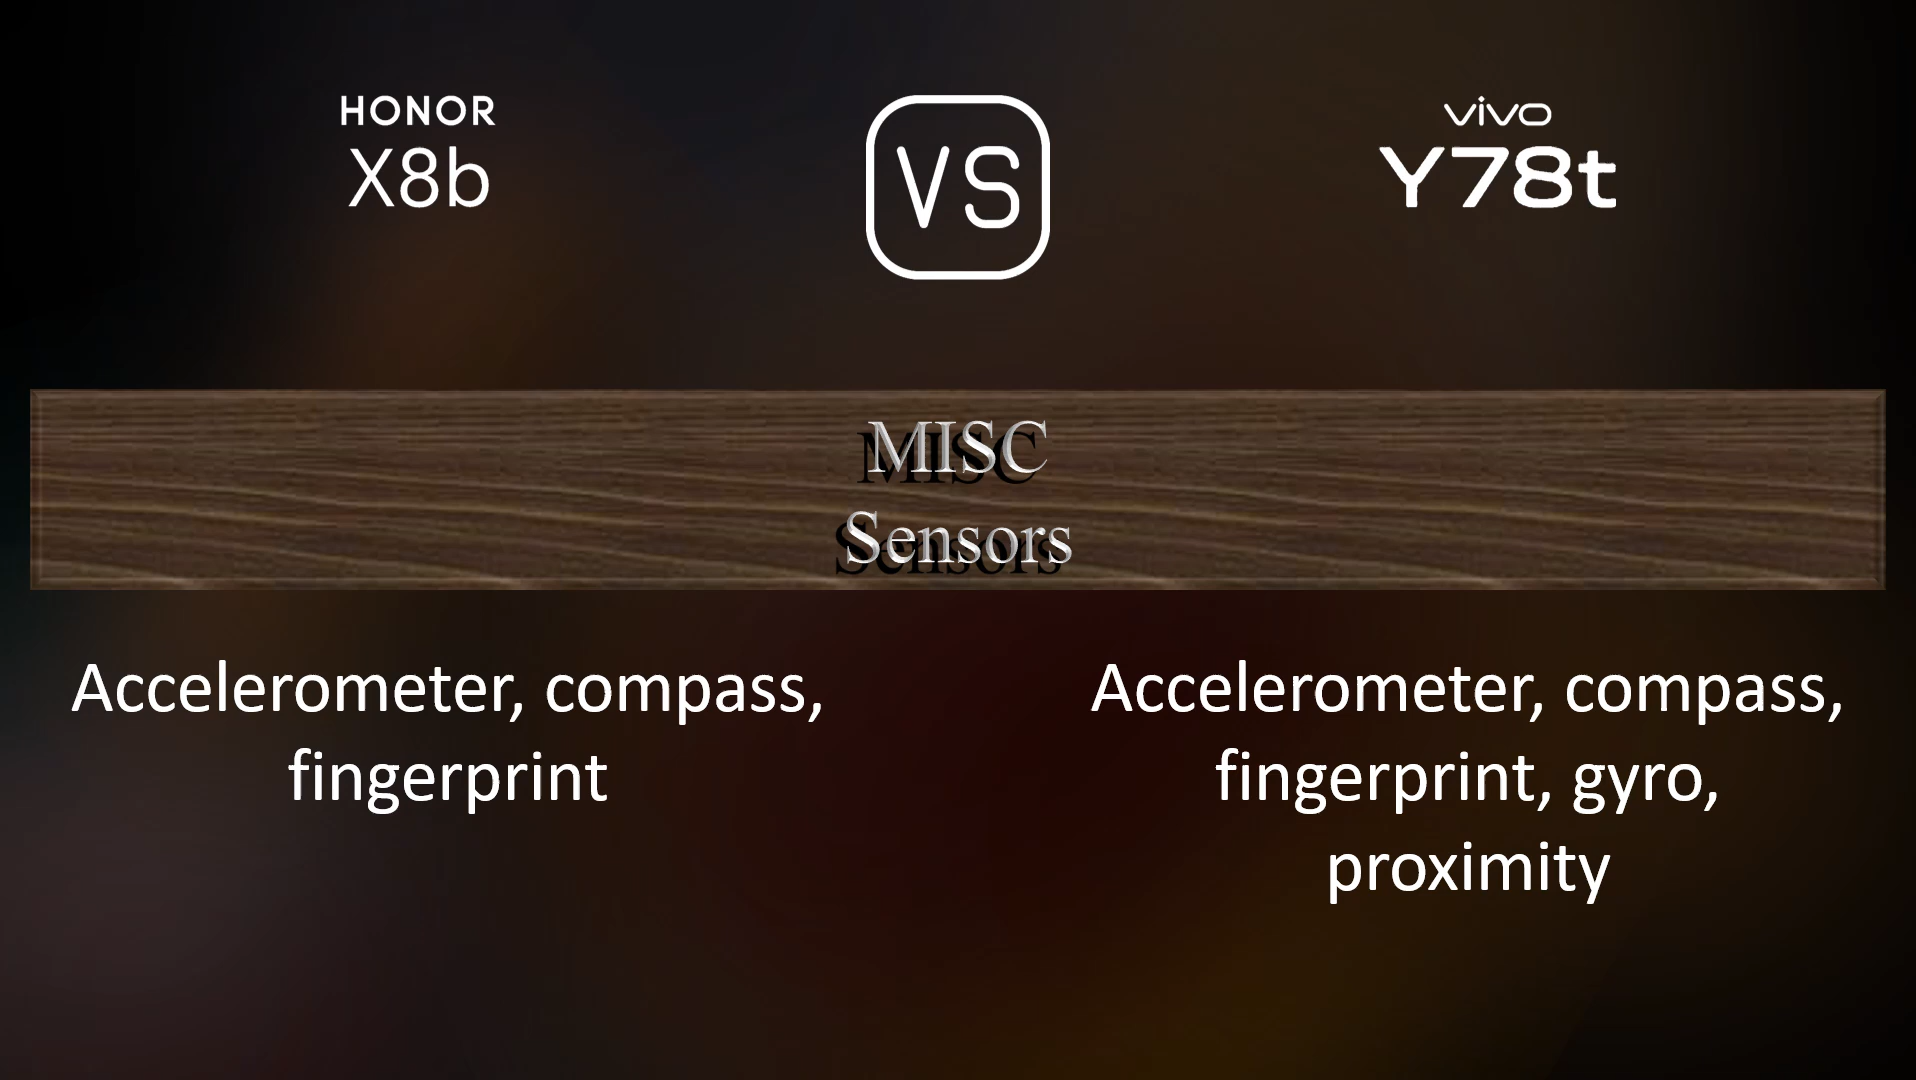 HONOR
X8b
VS
vivo
Y78t
MISC
Sensors
Accelerometer, compass,
fingerprint
Accelerometer, compass,
fingerprint, gyro,
proximity